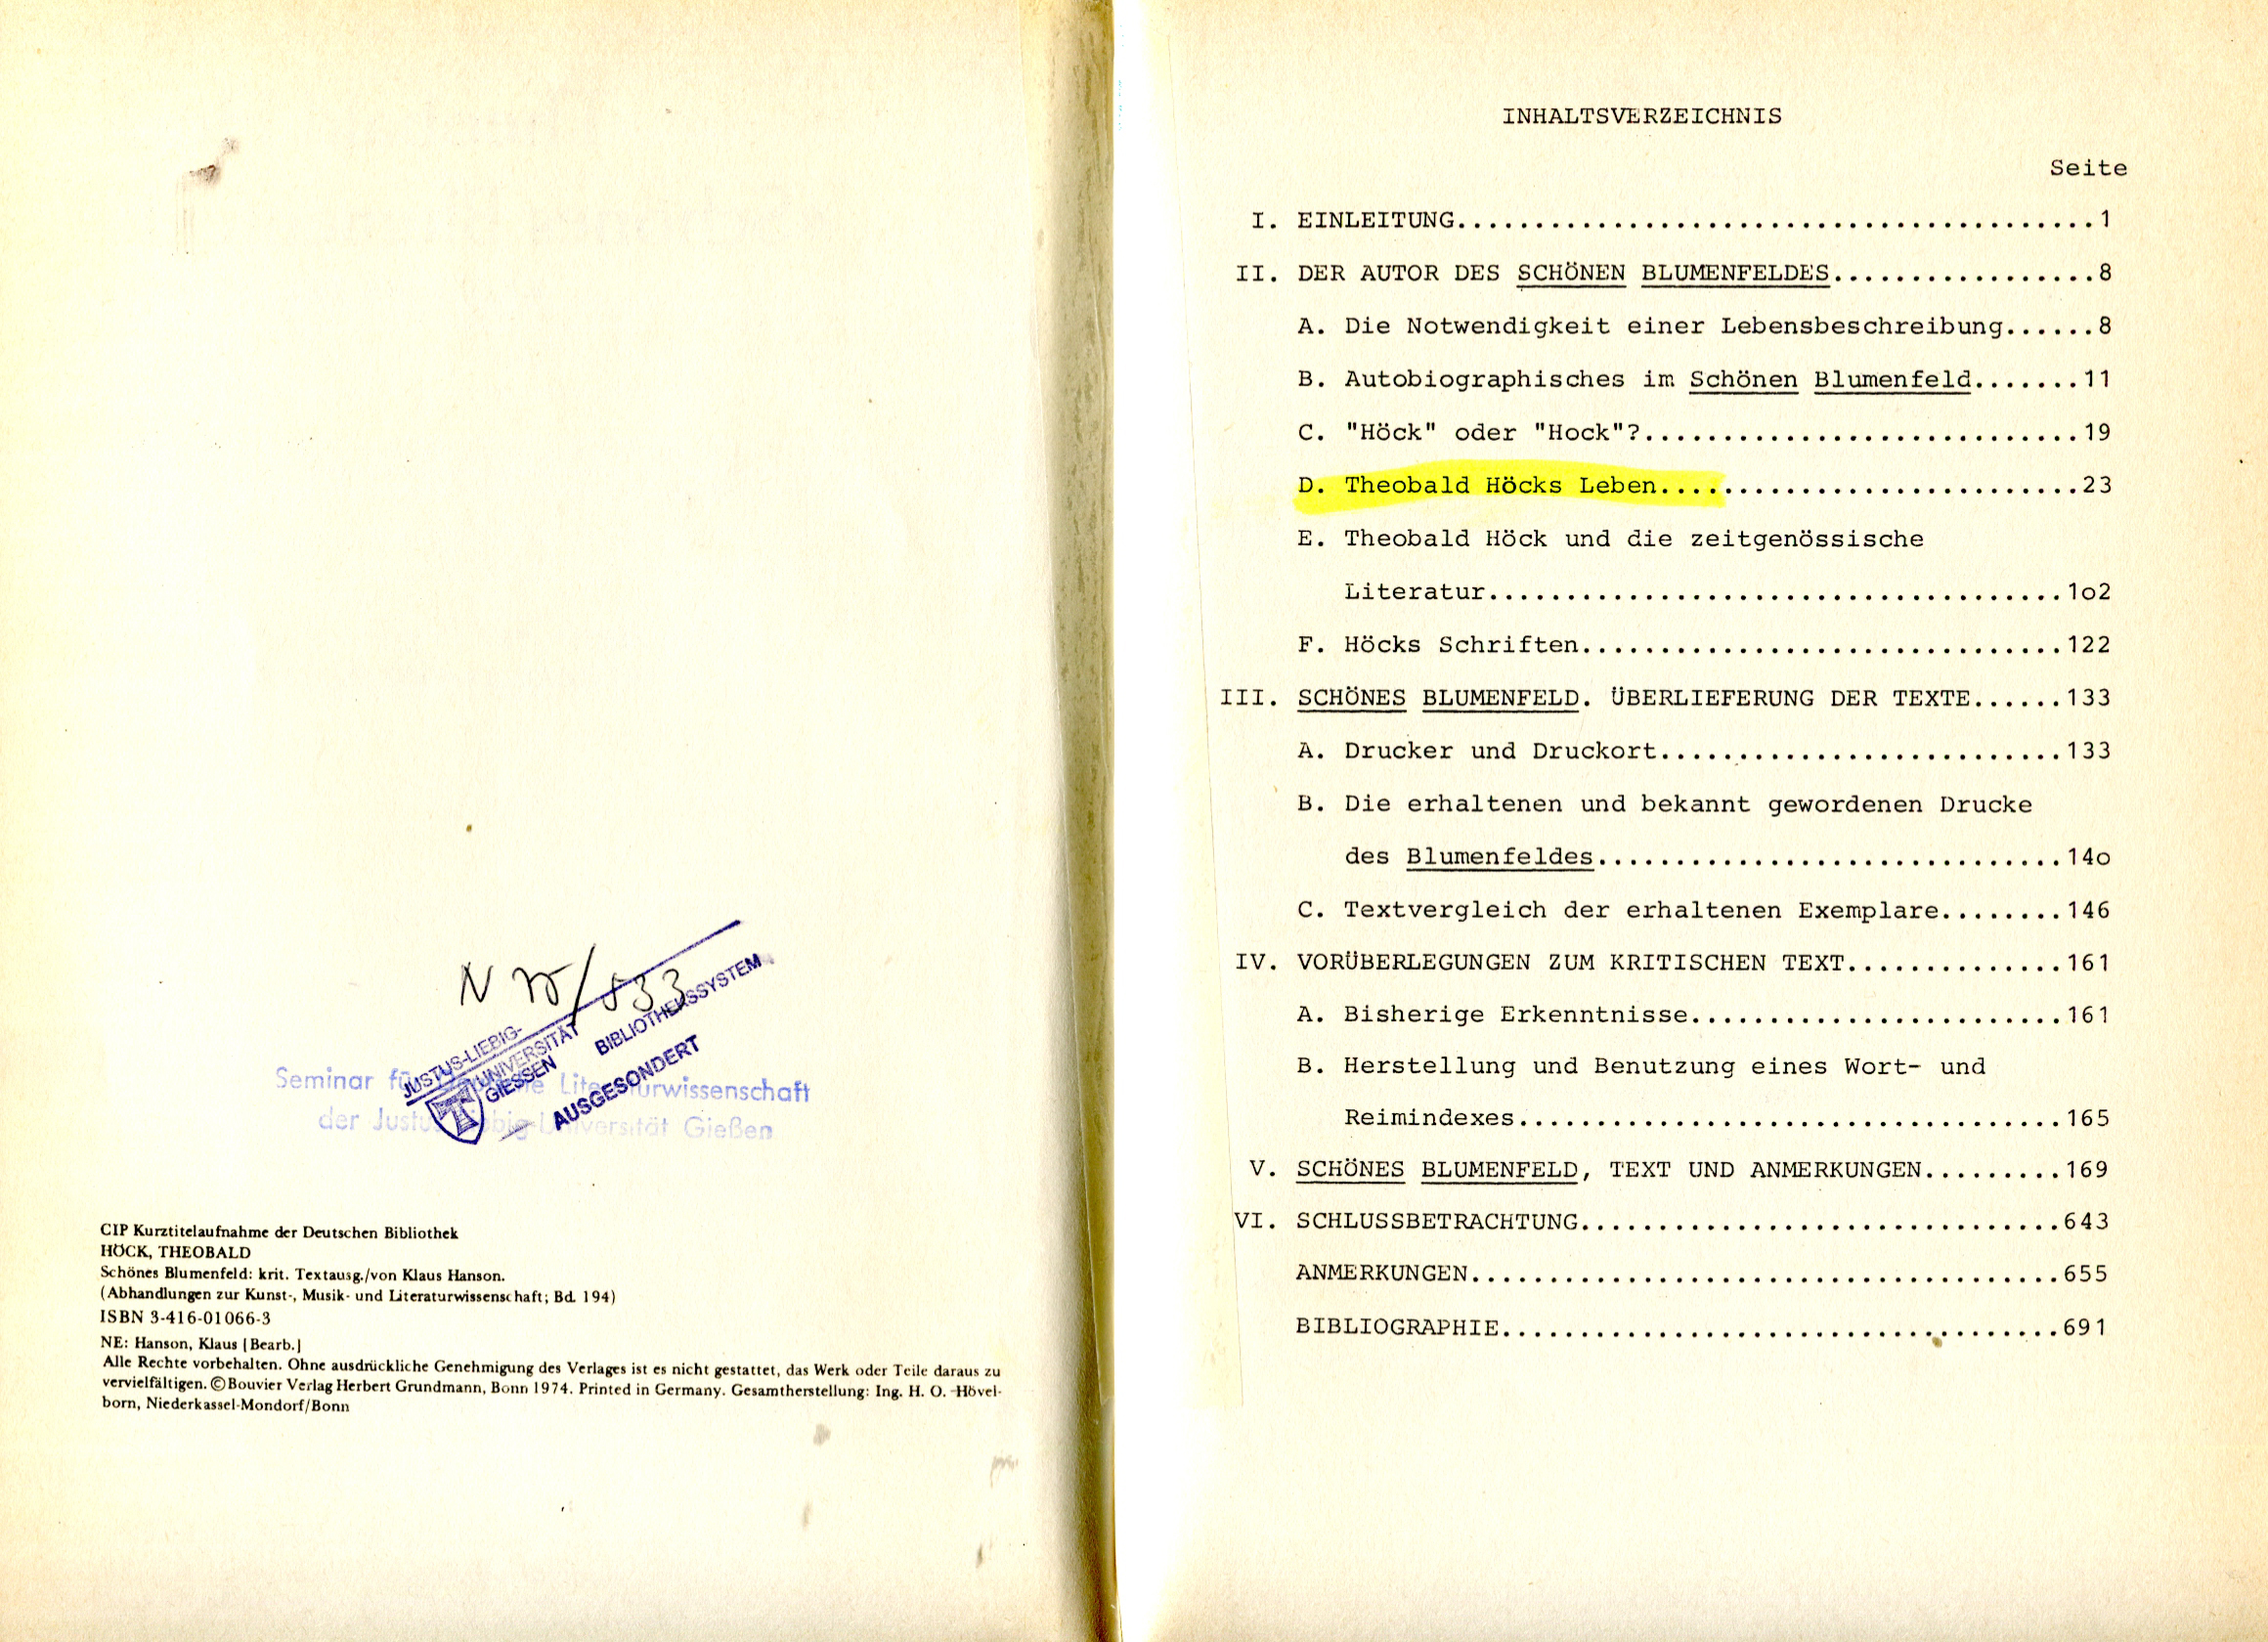 N 75/533
JUSTUS-LIEBIG-
UNIVERSITÄT
GIESSEN
BIBLIOTHEKSSYSTEM
AUSGESONDERT
Seminar Literaturwissenschaft
der Universität Gießen
CIP Kurztitelaufnahme der Deutschen Bibliothek
HÖCK, THEOBALD
Schönes Blumenfeld: krit. Textausg./von Klaus Hanson.
(Abhandlungen zur Kunst-, Musik- und Literaturwissenschaft; Bd. 194)
ISBN 3-416-01066-3
NE: Hanson, Klaus [Bearb.]
Alle Rechte vorbehalten. Ohne ausdrückliche Genehmigung des Verlages ist es nicht gestattet, das Werk oder Teile daraus zu
vervielfältigen. ©Bouvier Verlag Herbert Grundmann, Bonn 1974. Printed in Germany. Gesamtherstellung: Ing. H. O. Hövel-
born, Niederkassel-Mondorf/Bonn
INHALTSVERZEICHNIS
Seite
I. EINLEITUNG.........................................1
II. DER AUTOR DES SCHÖNEN BLUMENFELDES.................8
A. Die Notwendigkeit einer Lebensbeschreibung......8
B. Autobiographisches im Schönen Blumenfeld.......11
C. "Höck" oder "Hock"?............................19
D. Theobald Höcks Leben...........................23
E. Theobald Höck und die zeitgenössische
Literatur.....................................1o2
F. Höcks Schriften...............................122
III. SCHÖNES BLUMENFELD. ÜBERLIEFERUNG DER TEXTE......133
A. Drucker und Druckort..........................133
B. Die erhaltenen und bekannt gewordenen Drucke
des Blumenfeldes..............................14o
C. Textvergleich der erhaltenen Exemplare........146
IV. VORÜBERLEGUNGEN ZUM KRITISCHEN TEXT..............161
A. Bisherige Erkenntnisse........................161
B. Herstellung und Benutzung eines Wort- und
Reimindexes...................................165
V. SCHÖNES BLUMENFELD, TEXT UND ANMERKUNGEN.........169
VI. SCHLUSSBETRACHTUNG...............................643
ANMERKUNGEN......................................655
BIBLIOGRAPHIE....................................691